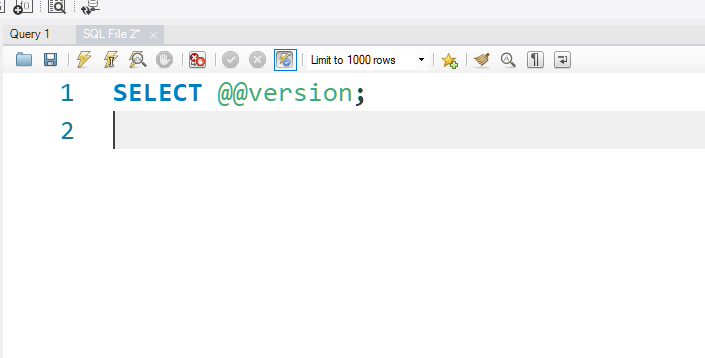 Query 1
SQL File 2*
Limit to 1000 rows
1 SELECT @@version;
2